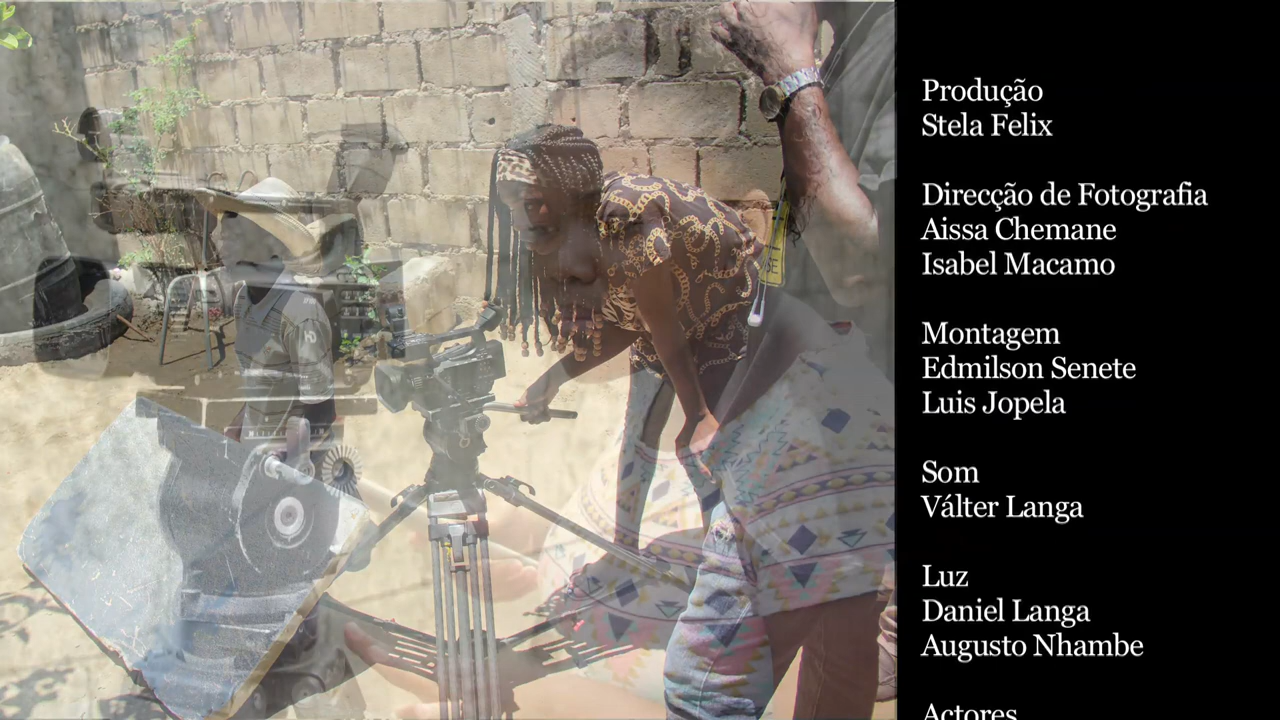 Produção
Stela Felix
Direcção de Fotografia
Aissa Chemane
Isabel Macamo
Montagem
Edmilson Senete
Luis Jopela
Som
Válter Langa
Luz
Daniel Langa
Augusto Nhambe
Actores